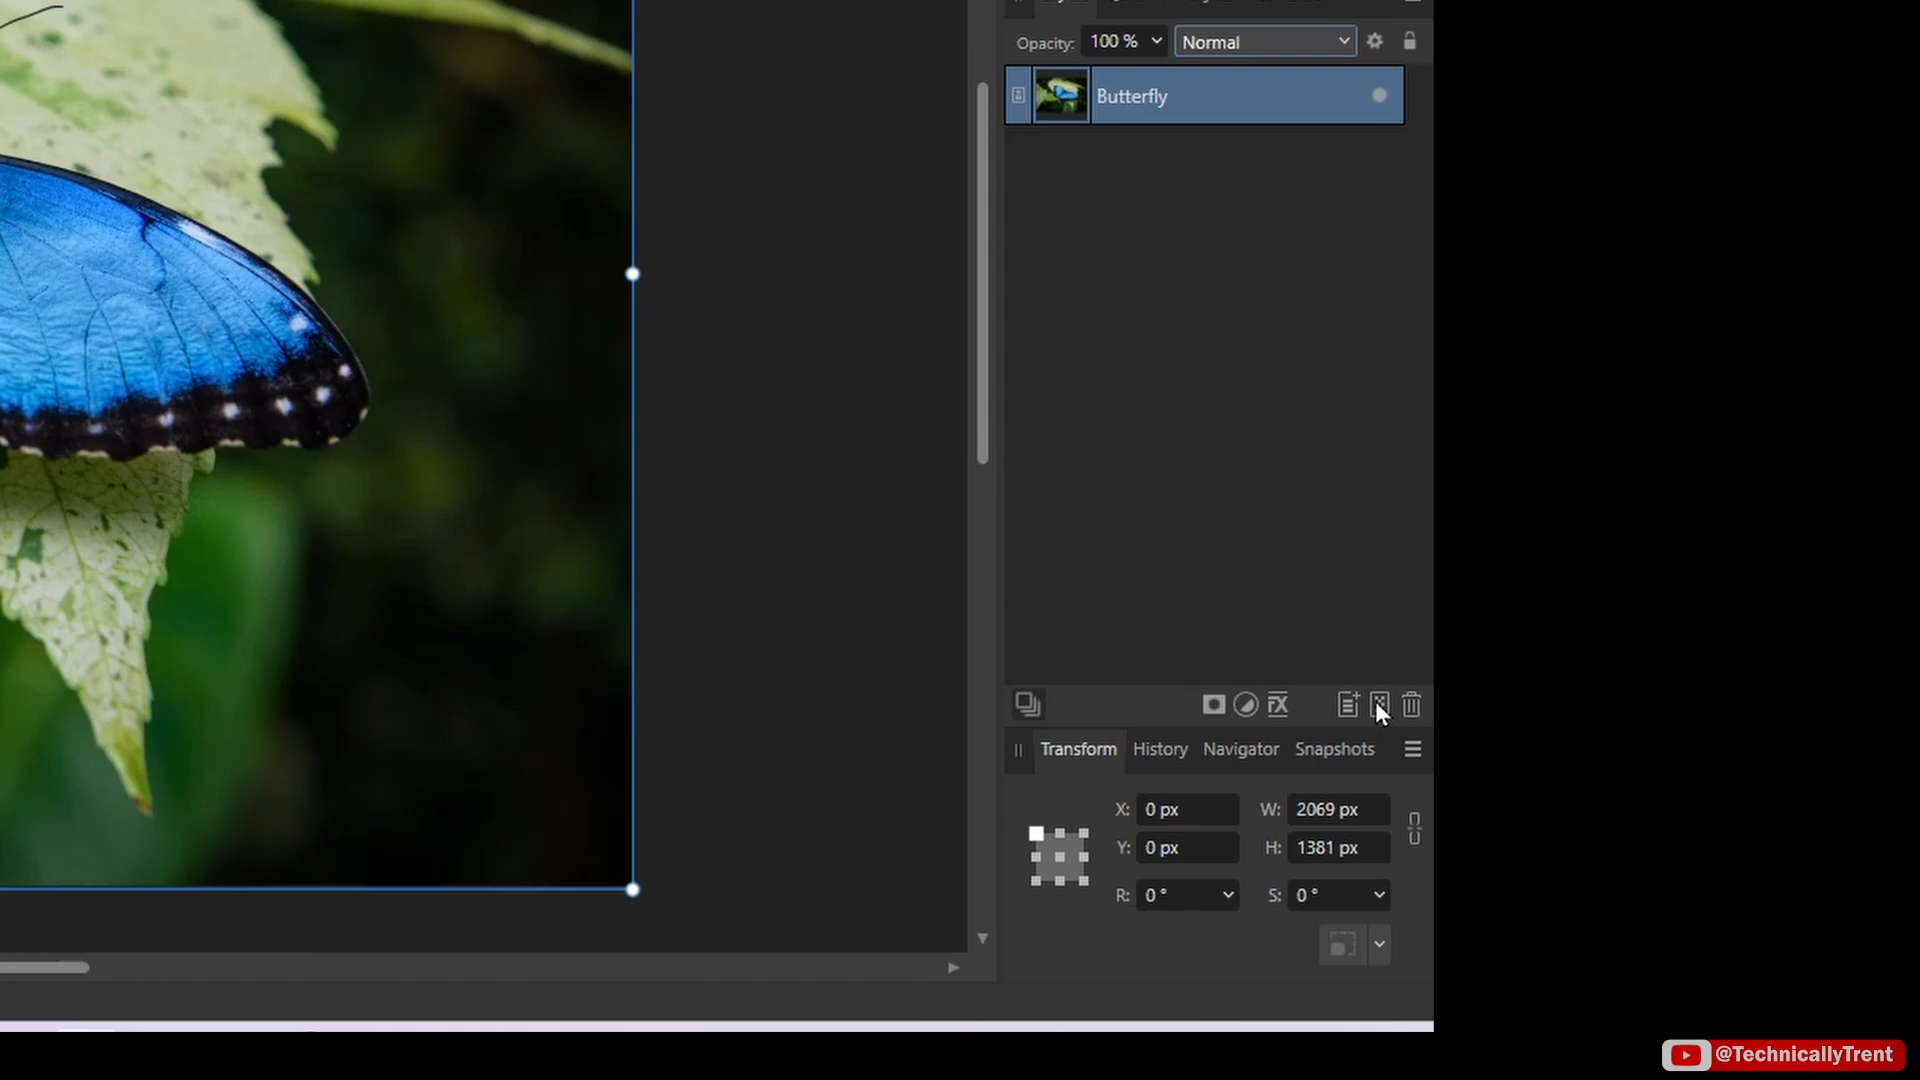 Opacity: 100 % Normal
Butterfly
FX
Transform History Navigator Snapshots
X: 0 px W: 2069 px
Y: 0 px H: 1381 px
R: 0 ° S: 0 °
@TechnicallyTrent